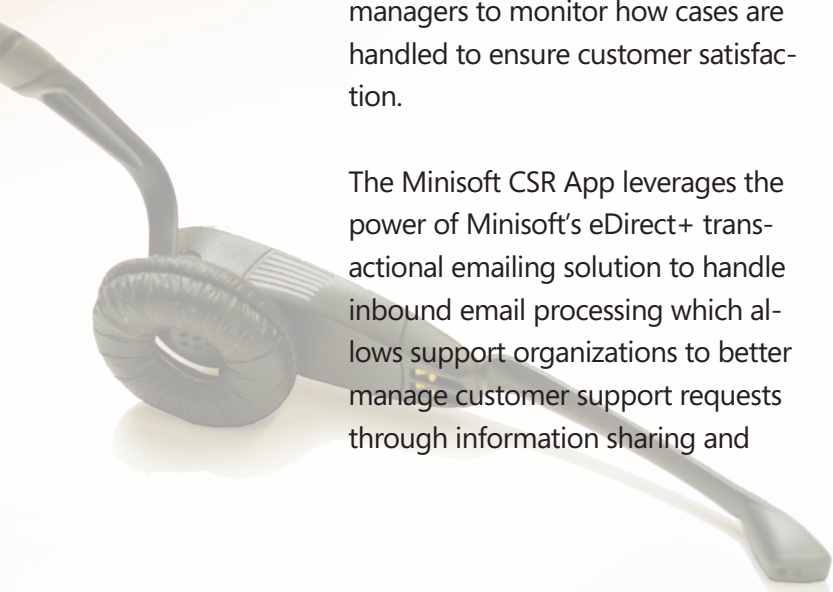 managers to monitor how cases are
handled to ensure customer satisfac-
tion.
The Minisoft CSR App leverages the
power of Minisoft's eDirect+ trans-
actional emailing solution to handle
inbound email processing which al-
lows support organizations to better
manage customer support requests
through information sharing and